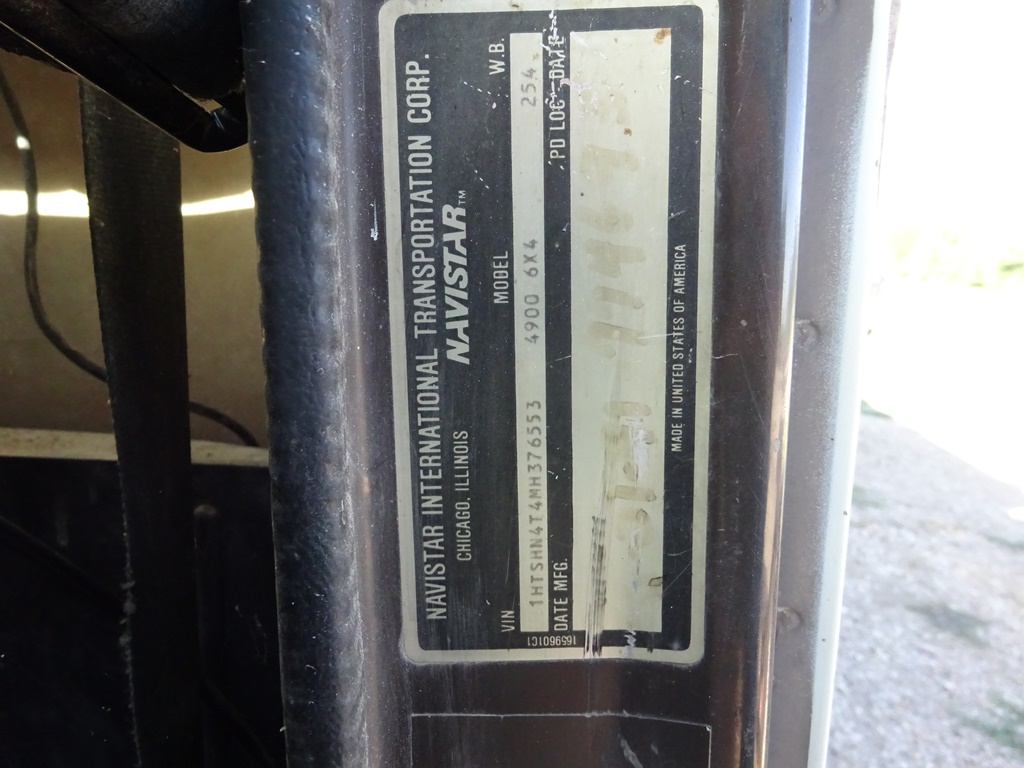 NAVISTAR INTERNATIONAL TRANSPORTATION CORP.
CHICAGO, ILLINOIS NAVISTAR™
VIN MODEL W.B.
1HTSHN4T4MH376553 4900 6X4 254.
DATE MFG. PD LOC - DATE
MADE IN UNITED STATES OF AMERICA
1659601C1